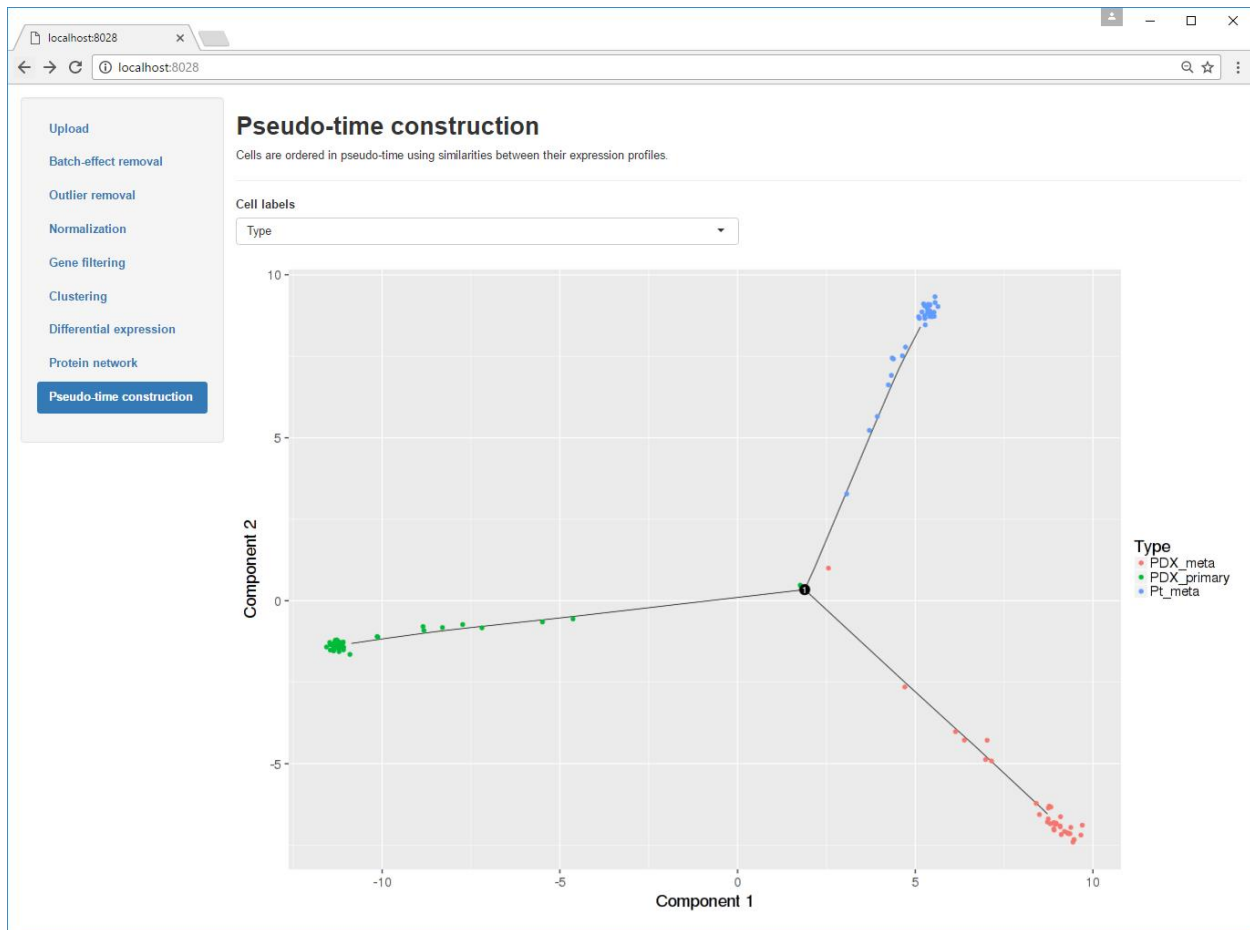 localhost:8028
localhost:8028
Upload
Batch-effect removal
Outlier removal
Normalization
Gene filtering
Clustering
Differential expression
Protein network
Pseudo-time construction
Pseudo-time construction
Cells are ordered in pseudo-time using similarities between their expression profiles.
Cell labels
Type
10
5
0
-5
Component 2
1
-10
-5
0
5
10
Component 1
Type
PDX_meta
PDX_primary
Pt_meta